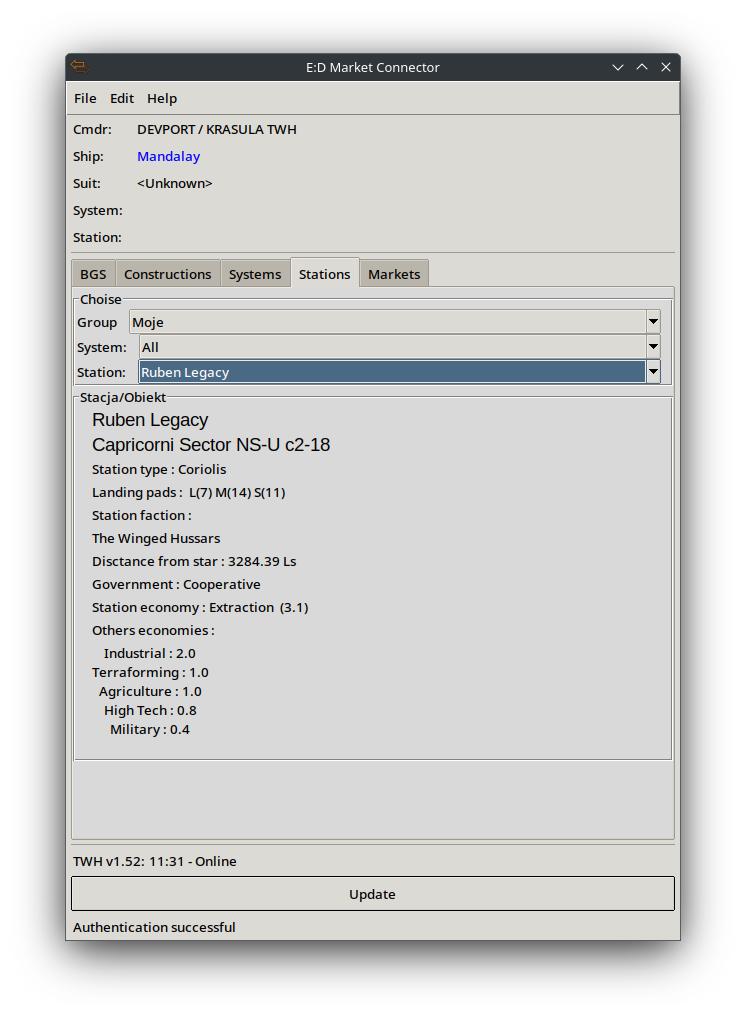 E:D Market Connector
File Edit Help
Cmdr: DEVPORT / KRASULA TWH
Ship: Mandalay
Suit: <Unknown>
System:
Station:
BGS Constructions Systems Stations Markets
Choise
Group Moje
System: All
Station: Ruben Legacy
Stacja/Obiekt
Ruben Legacy
Capricorni Sector NS-U c2-18
Station type : Coriolis
Landing pads : L(7) M(14) S(11)
Station faction :
The Winged Hussars
Disctance from star : 3284.39 Ls
Government : Cooperative
Station economy : Extraction (3.1)
Others economies :
Industrial : 2.0
Terraforming : 1.0
Agriculture : 1.0
High Tech : 0.8
Military : 0.4
TWH v1.52: 11:31 - Online
Update
Authentication successful